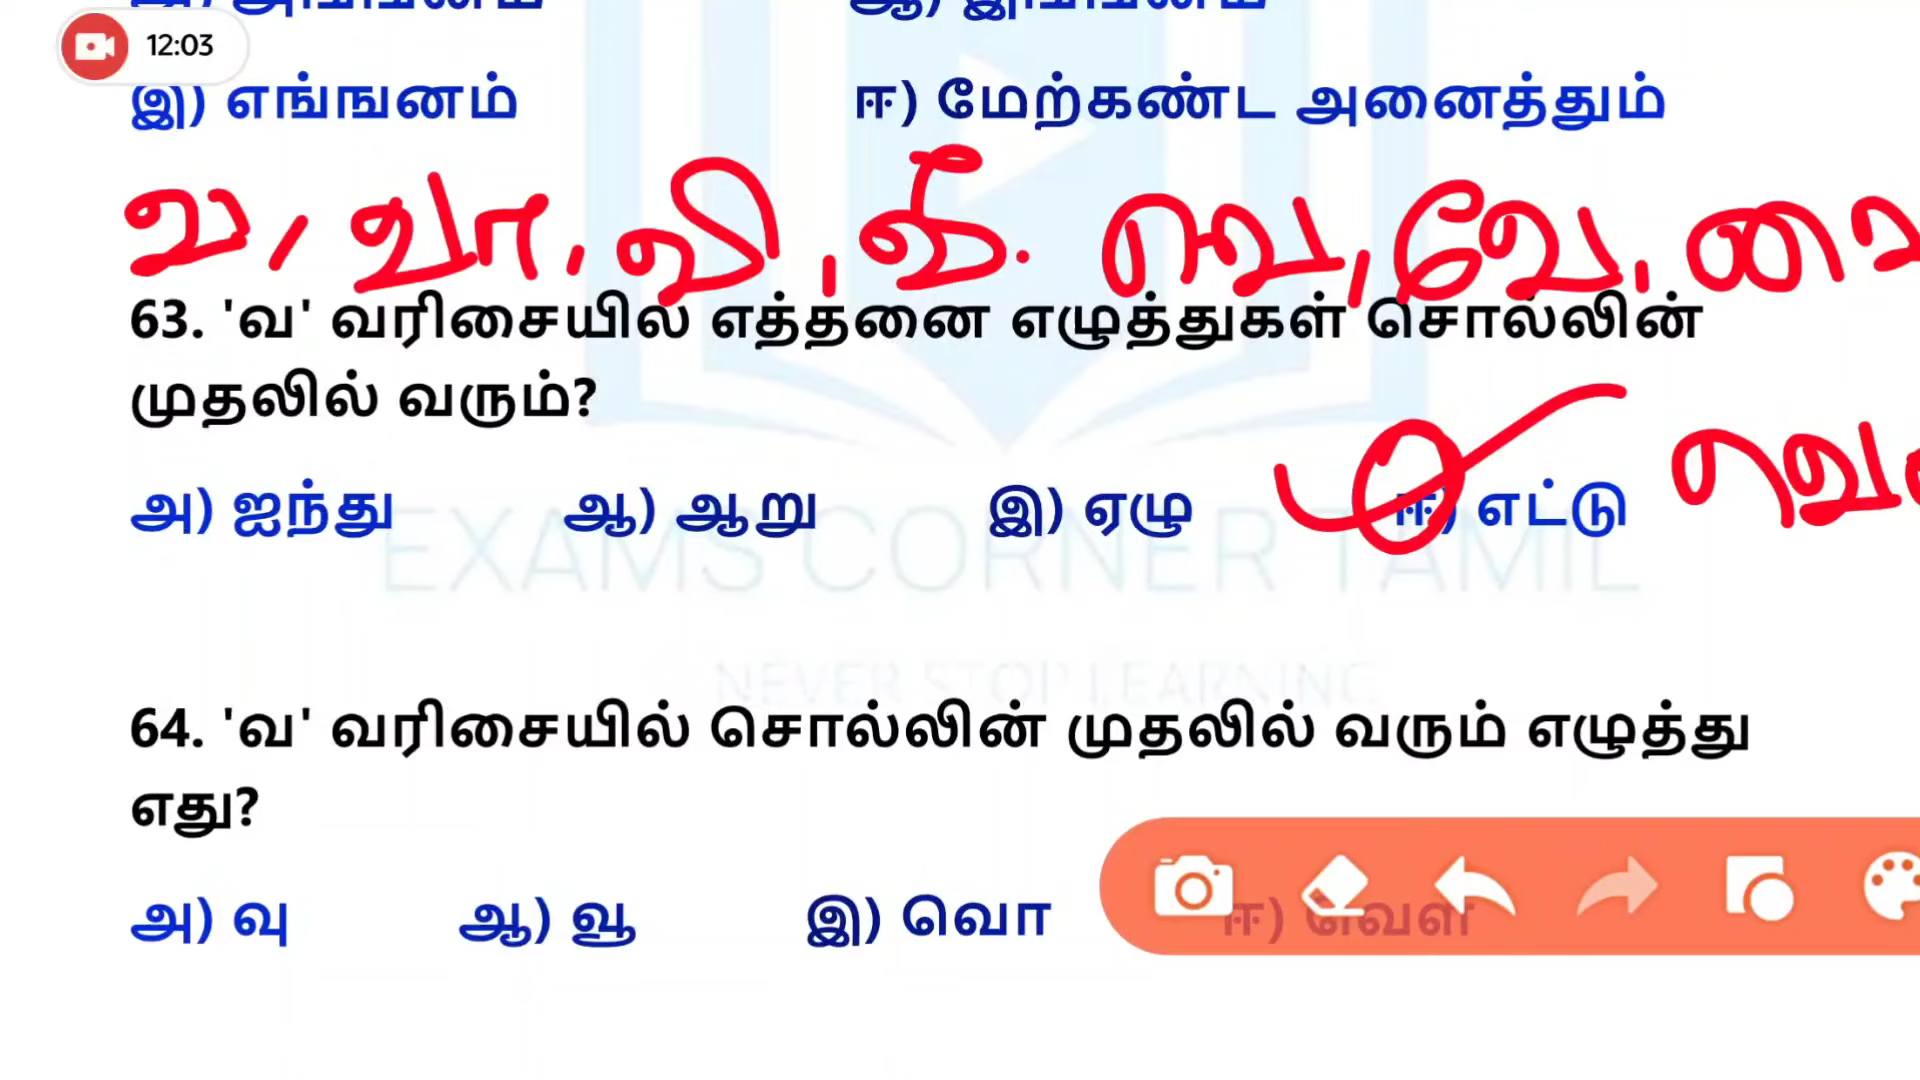 12:03
இ) எங்ஙனம் ஈ) மேற்கண்ட அனைத்தும்
வ, வா, வி, வீ. வெ, வே, வை
63. 'வ' வரிசையில் எத்தனை எழுத்துகள் சொல்லின்
முதலில் வரும்?
அ) ஐந்து ஆ) ஆறு இ) ஏழு ஈ) எட்டு
EXAMS CORNER TAMIL
NEVER STOP LEARNING
64. 'வ' வரிசையில் சொல்லின் முதலில் வரும் எழுத்து
எது?
அ) வு ஆ) வூ இ) வொ ஈ) வௌ